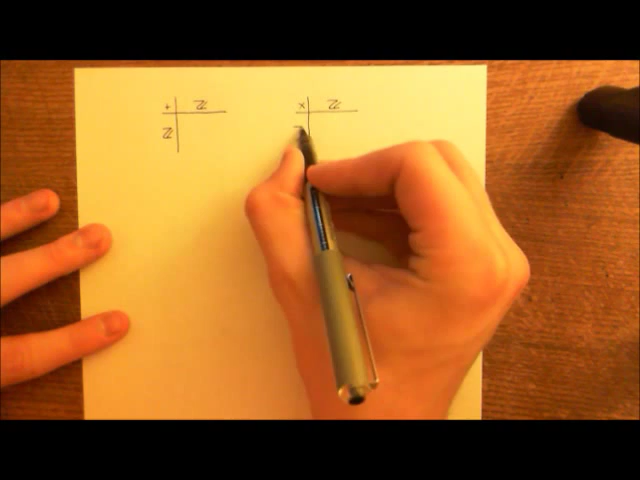 + ℤ × ℤ
ℤ